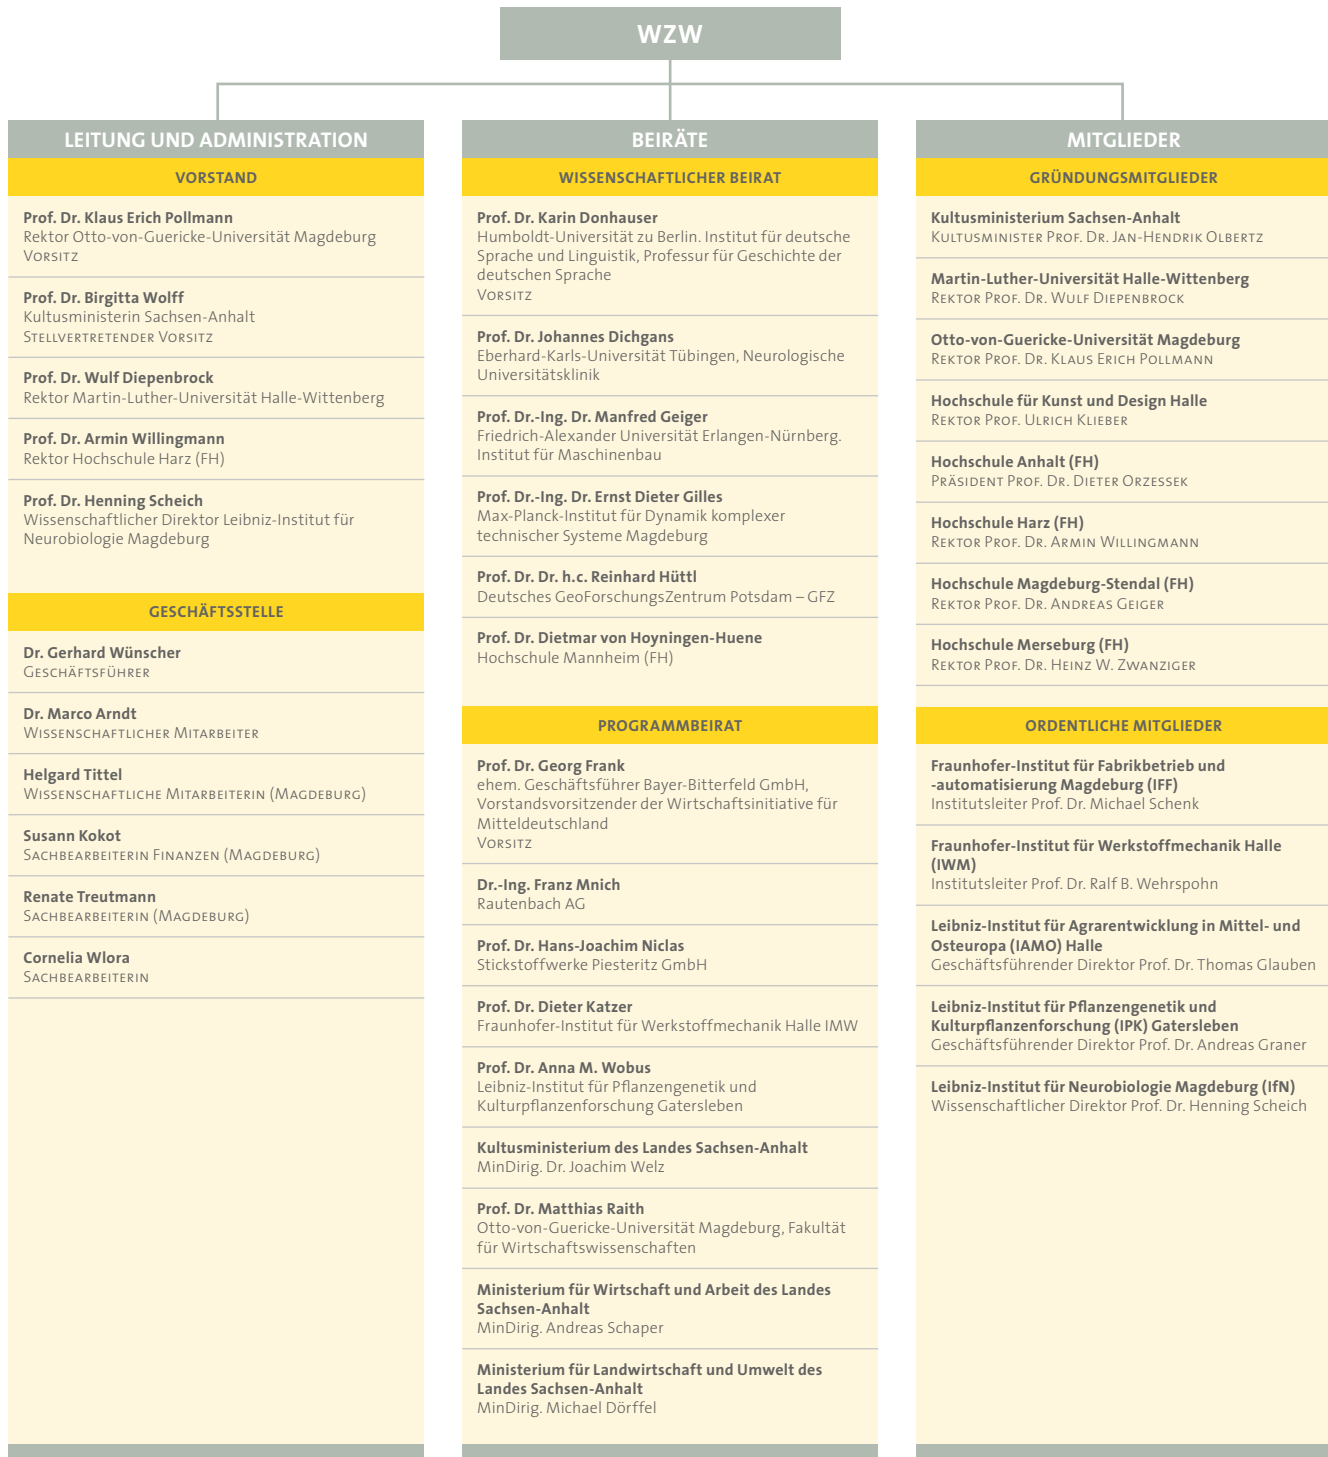 WZW
LEITUNG UND ADMINISTRATION
VORSTAND
Prof. Dr. Klaus Erich Pollmann
Rektor Otto-von-Guericke-Universität Magdeburg
Vorsitz
Prof. Dr. Birgitta Wolff
Kultusministerin Sachsen-Anhalt
Stellvertretender Vorsitz
Prof. Dr. Wulf Diepenbrock
Rektor Martin-Luther-Universität Halle-Wittenberg
Prof. Dr. Armin Willingmann
Rektor Hochschule Harz (FH)
Prof. Dr. Henning Scheich
Wissenschaftlicher Direktor Leibniz-Institut für
Neurobiologie Magdeburg
GESCHÄFTSSTELLE
Dr. Gerhard Wünscher
Geschäftsführer
Dr. Marco Arndt
Wissenschaftlicher Mitarbeiter
Helgard Tittel
Wissenschaftliche Mitarbeiterin (Magdeburg)
Susann Kokot
Sachbearbeiterin Finanzen (Magdeburg)
Renate Treutmann
Sachbearbeiterin (Magdeburg)
Cornelia Wlora
Sachbearbeiterin
BEIRÄTE
WISSENSCHAFTLICHER BEIRAT
Prof. Dr. Karin Donhauser
Humboldt-Universität zu Berlin. Institut für deutsche
Sprache und Linguistik, Professur für Geschichte der
deutschen Sprache
Vorsitz
Prof. Dr. Johannes Dichgans
Eberhard-Karls-Universität Tübingen, Neurologische
Universitätsklinik
Prof. Dr.-Ing. Dr. Manfred Geiger
Friedrich-Alexander Universität Erlangen-Nürnberg.
Institut für Maschinenbau
Prof. Dr.-Ing. Dr. Ernst Dieter Gilles
Max-Planck-Institut für Dynamik komplexer
technischer Systeme Magdeburg
Prof. Dr. Dr. h.c. Reinhard Hüttl
Deutsches GeoForschungsZentrum Potsdam – GFZ
Prof. Dr. Dietmar von Hoyningen-Huene
Hochschule Mannheim (FH)
PROGRAMMBEIRAT
Prof. Dr. Georg Frank
ehem. Geschäftsführer Bayer-Bitterfeld GmbH,
Vorstandsvorsitzender der Wirtschaftsinitiative für
Mitteldeutschland
Vorsitz
Dr.-Ing. Franz Mnich
Rautenbach AG
Prof. Dr. Hans-Joachim Niclas
Stickstoffwerke Piesteritz GmbH
Prof. Dr. Dieter Katzer
Fraunhofer-Institut für Werkstoffmechanik Halle IMW
Prof. Dr. Anna M. Wobus
Leibniz-Institut für Pflanzengenetik und
Kulturpflanzenforschung Gatersleben
Kultusministerium des Landes Sachsen-Anhalt
MinDirig. Dr. Joachim Welz
Prof. Dr. Matthias Raith
Otto-von-Guericke-Universität Magdeburg, Fakultät
für Wirtschaftswissenschaften
Ministerium für Wirtschaft und Arbeit des Landes
Sachsen-Anhalt
MinDirig. Andreas Schaper
Ministerium für Landwirtschaft und Umwelt des
Landes Sachsen-Anhalt
MinDirig. Michael Dörffel
MITGLIEDER
GRÜNDUNGSMITGLIEDER
Kultusministerium Sachsen-Anhalt
Kultusminister Prof. Dr. Jan-Hendrik Olbertz
Martin-Luther-Universität Halle-Wittenberg
Rektor Prof. Dr. Wulf Diepenbrock
Otto-von-Guericke-Universität Magdeburg
Rektor Prof. Dr. Klaus Erich Pollmann
Hochschule für Kunst und Design Halle
Rektor Prof. Ulrich Klieber
Hochschule Anhalt (FH)
Präsident Prof. Dr. Dieter Orzessek
Hochschule Harz (FH)
Rektor Prof. Dr. Armin Willingmann
Hochschule Magdeburg-Stendal (FH)
Rektor Prof. Dr. Andreas Geiger
Hochschule Merseburg (FH)
Rektor Prof. Dr. Heinz W. Zwanziger
ORDENTLICHE MITGLIEDER
Fraunhofer-Institut für Fabrikbetrieb und
-automatisierung Magdeburg (IFF)
Institutsleiter Prof. Dr. Michael Schenk
Fraunhofer-Institut für Werkstoffmechanik Halle
(IWM)
Institutsleiter Prof. Dr. Ralf B. Wehrspohn
Leibniz-Institut für Agrarentwicklung in Mittel- und
Osteuropa (IAMO) Halle
Geschäftsführender Direktor Prof. Dr. Thomas Glauben
Leibniz-Institut für Pflanzengenetik und
Kulturpflanzenforschung (IPK) Gatersleben
Geschäftsführender Direktor Prof. Dr. Andreas Graner
Leibniz-Institut für Neurobiologie Magdeburg (IfN)
Wissenschaftlicher Direktor Prof. Dr. Henning Scheich